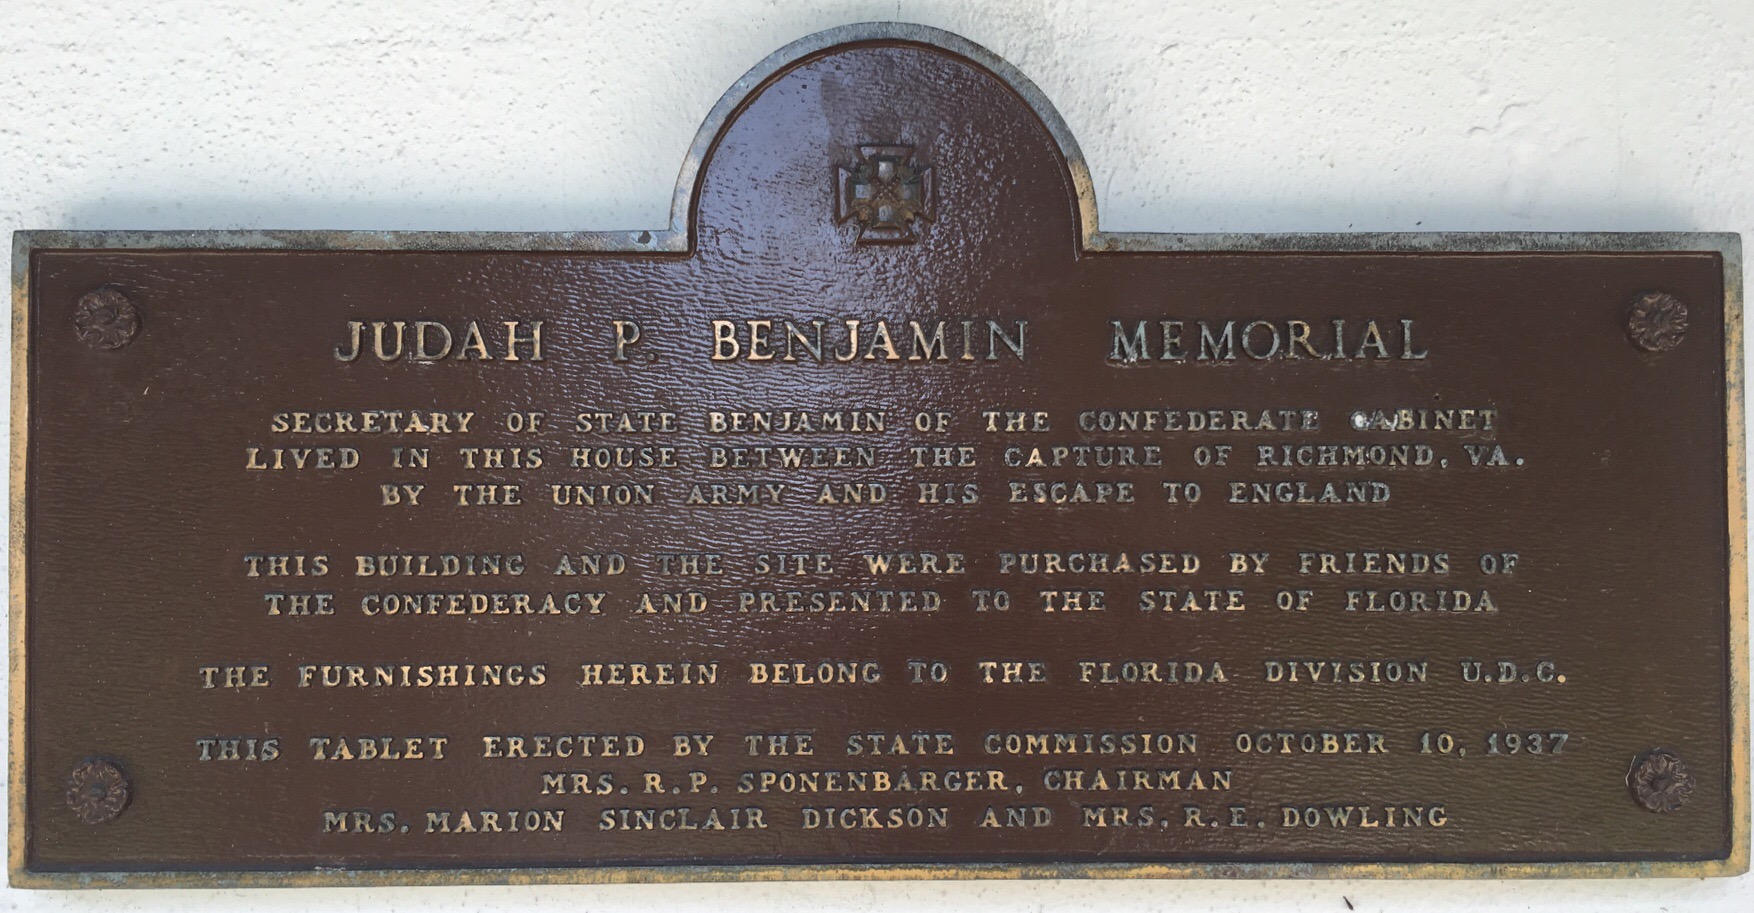 JUDAH P. BENJAMIN MEMORIAL
SECRETARY OF STATE BENJAMIN OF THE CONFEDERATE CABINET
LIVED IN THIS HOUSE BETWEEN THE CAPTURE OF RICHMOND, VA.
BY THE UNION ARMY AND HIS ESCAPE TO ENGLAND
THIS BUILDING AND THE SITE WERE PURCHASED BY FRIENDS OF
THE CONFEDERACY AND PRESENTED TO THE STATE OF FLORIDA
THE FURNISHINGS HEREIN BELONG TO THE FLORIDA DIVISION U.D.C.
THIS TABLET ERECTED BY THE STATE COMMISSION OCTOBER 10, 1937
MRS. R.P. SPONENBARGER, CHAIRMAN
MRS. MARION SINCLAIR DICKSON AND MRS. R.E. DOWLING